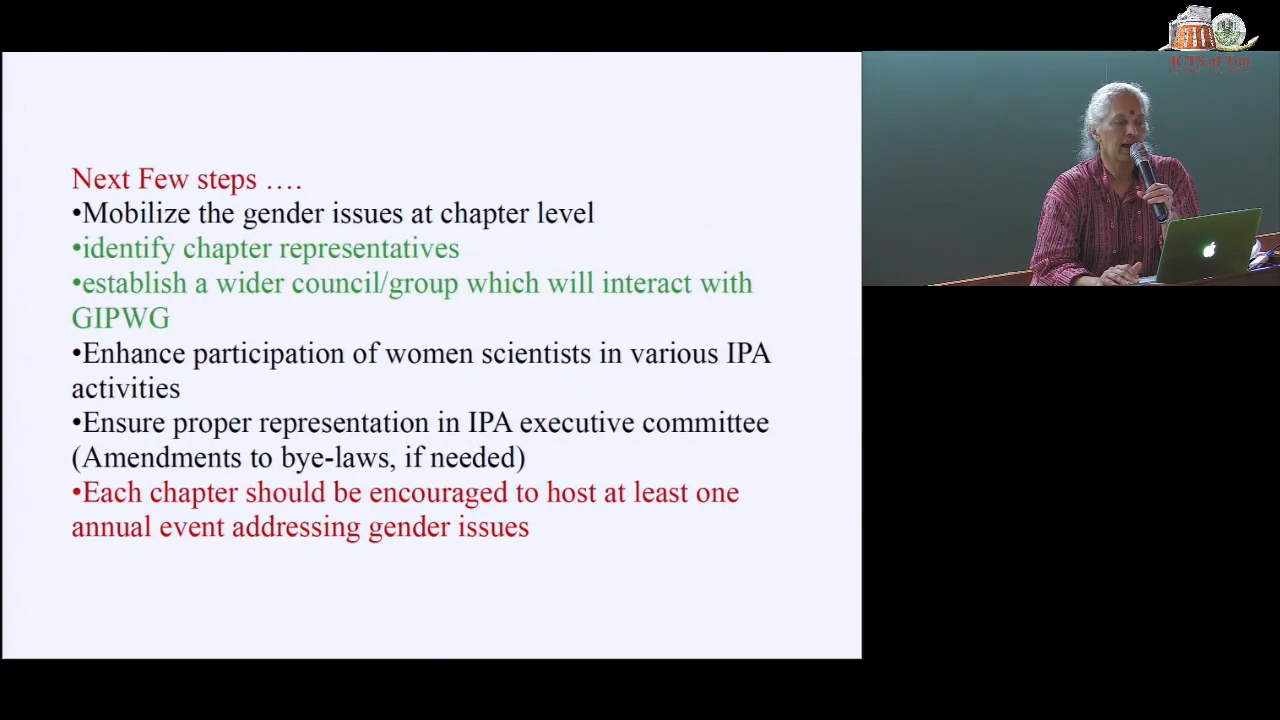 ICTS at Ten
Next Few steps ….
•Mobilize the gender issues at chapter level
•identify chapter representatives
•establish a wider council/group which will interact with
GIPWG
•Enhance participation of women scientists in various IPA
activities
•Ensure proper representation in IPA executive committee
(Amendments to bye-laws, if needed)
•Each chapter should be encouraged to host at least one
annual event addressing gender issues